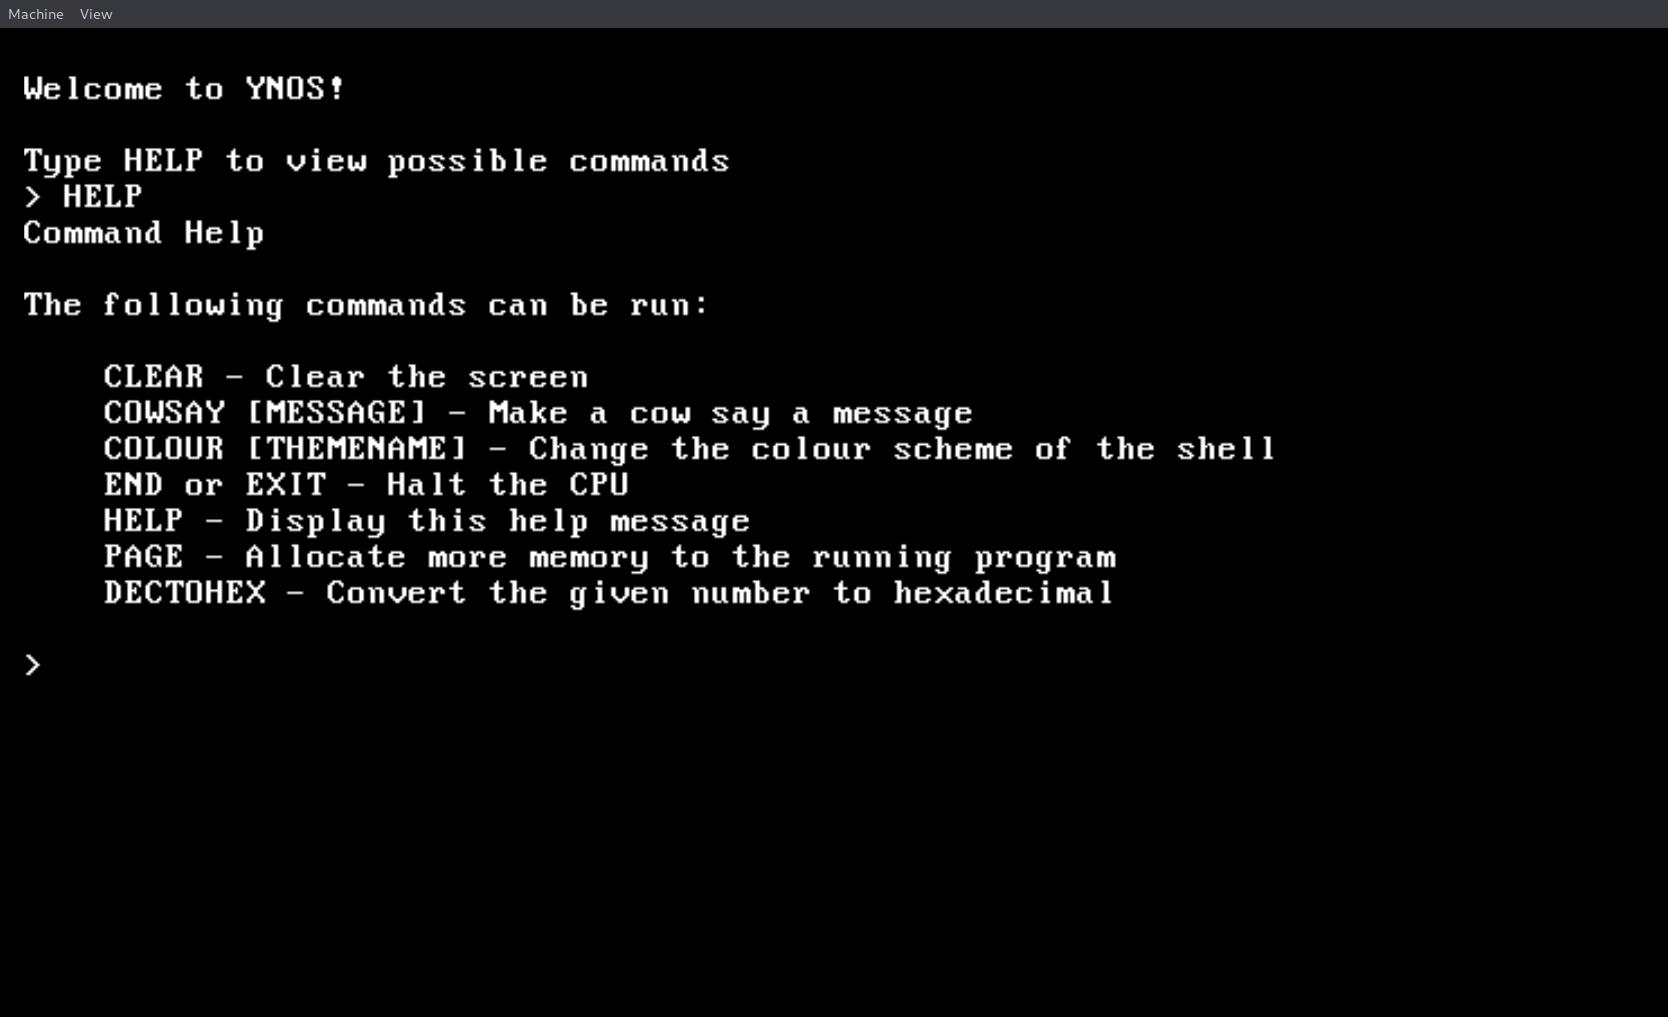 Machine View
Welcome to YNOS!
Type HELP to view possible commands
> HELP
Command Help
The following commands can be run:
CLEAR - Clear the screen
COWSAY [MESSAGE] - Make a cow say a message
COLOUR [THEMENAME] - Change the colour scheme of the shell
END or EXIT - Halt the CPU
HELP - Display this help message
PAGE - Allocate more memory to the running program
DECTOHEX - Convert the given number to hexadecimal
>